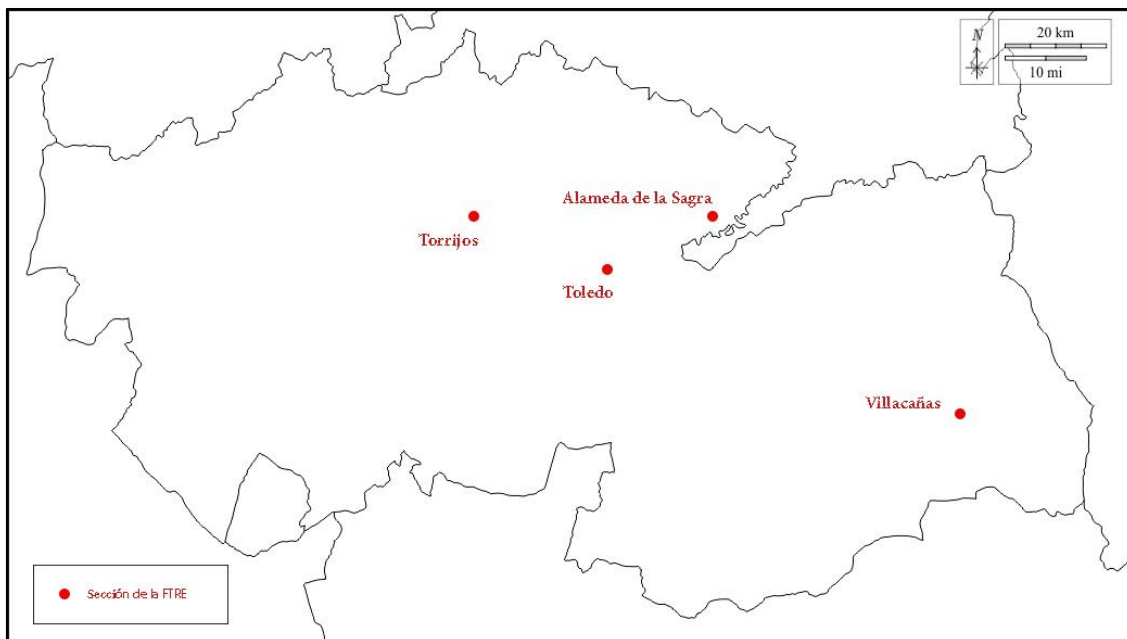 N
20 km
10 mi
Alameda de la Sagra
Torrijos
Toledo
Villacañas
Sección de la FTRE